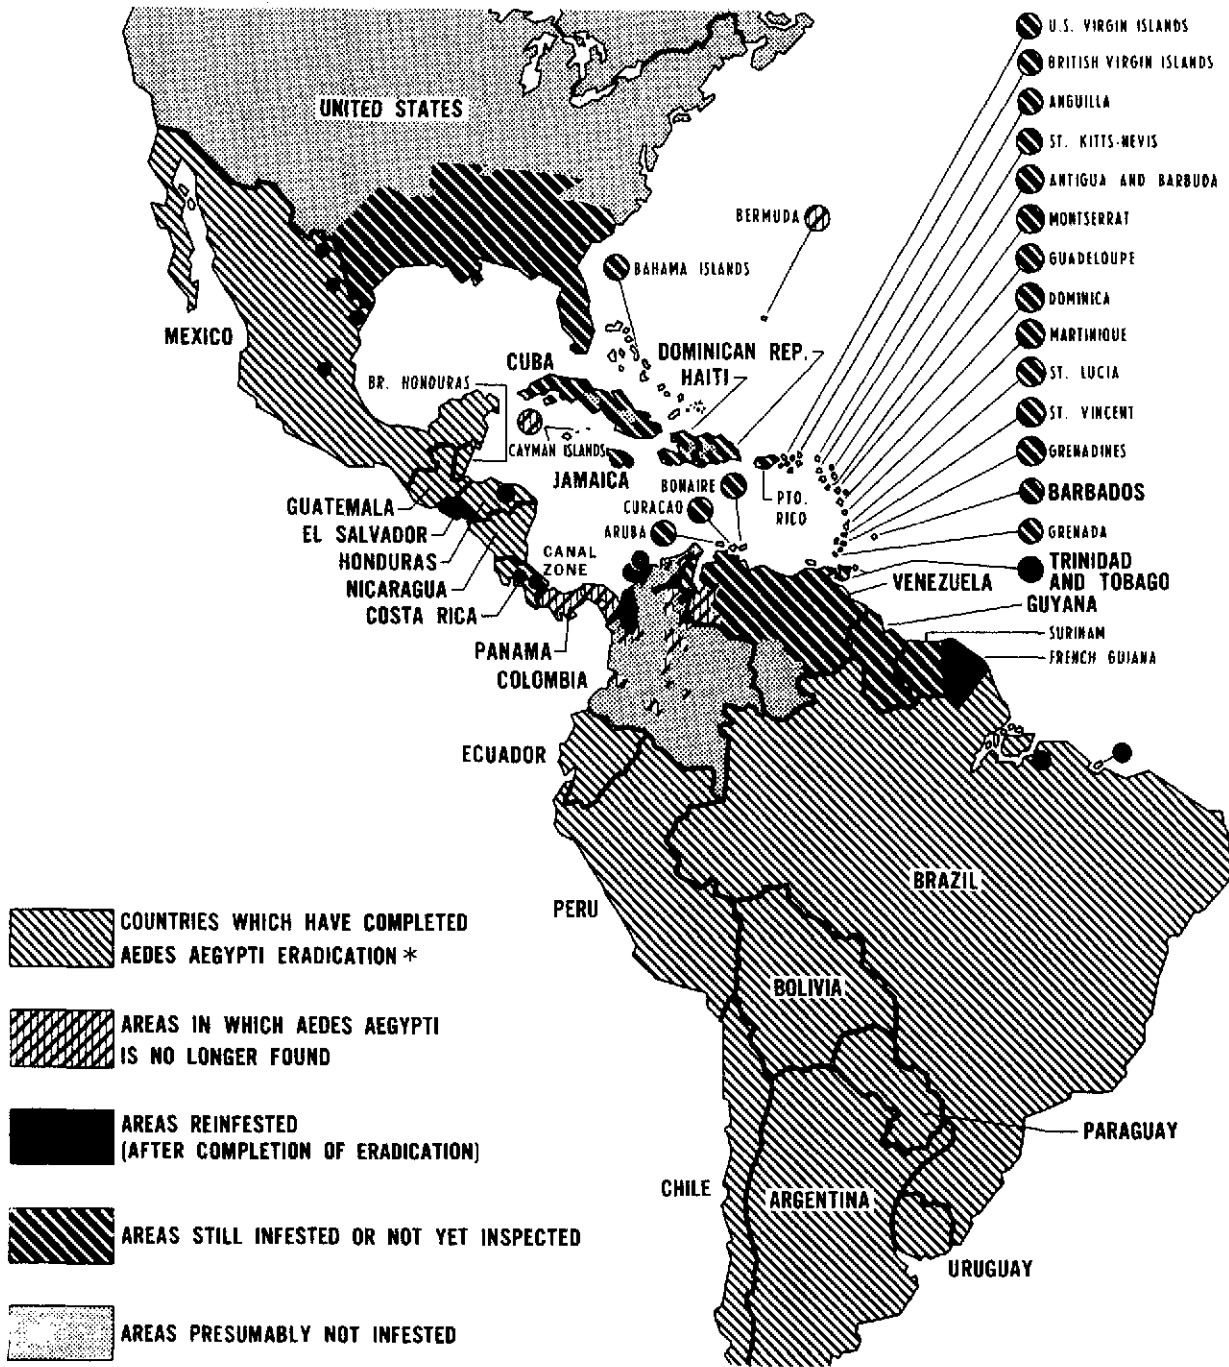 U.S. VIRGIN ISLANDS
BRITISH VIRGIN ISLANDS
ANGUILLA
UNITED STATES
ST. KITTS-NEVIS
ANTIGUA AND BARBUDA
BERMUDA
MONTSERRAT
GUADELOUPE
BAHAMA ISLANDS
DOMINICA
MEXICO
MARTINIQUE
CUBA
DOMINICAN REP.
HAITI
ST. LUCIA
BR. HONDURAS
ST. VINCENT
CAYMAN ISLANDS
GRENADINES
JAMAICA
BONAIRE
PTO.
RICO
BARBADOS
GUATEMALA
CURACAO
EL SALVADOR
ARUBA
GRENADA
HONDURAS
CANAL
ZONE
TRINIDAD
AND TOBAGO
NICARAGUA
VENEZUELA
GUYANA
COSTA RICA
SURINAM
PANAMA
FRENCH GUIANA
COLOMBIA
ECUADOR
BRAZIL
PERU
COUNTRIES WHICH HAVE COMPLETED
AEDES AEGYPTI ERADICATION *
BOLIVIA
AREAS IN WHICH AEDES AEGYPTI
IS NO LONGER FOUND
AREAS REINFESTED
(AFTER COMPLETION OF ERADICATION)
PARAGUAY
CHILE
ARGENTINA
AREAS STILL INFESTED OR NOT YET INSPECTED
URUGUAY
AREAS PRESUMABLY NOT INFESTED